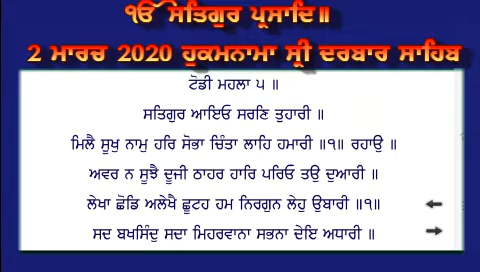 ੴ ਸਤਿਗੁਰ ਪ੍ਰਸਾਦਿ॥
2 ਮਾਰਚ 2020 ਹੁਕਮਨਾਮਾ ਸ੍ਰੀ ਦਰਬਾਰ ਸਾਹਿਬ
ਟੋਡੀ ਮਹਲਾ ੫ ॥
ਸਤਿਗੁਰ ਆਇਓ ਸਰਣਿ ਤੁਹਾਰੀ ॥
ਮਿਲੈ ਸੂਖੁ ਨਾਮੁ ਹਰਿ ਸੋਭਾ ਚਿੰਤਾ ਲਾਹਿ ਹਮਾਰੀ ॥੧॥ ਰਹਾਉ ॥
ਅਵਰ ਨ ਸੂਝੈ ਦੂਜੀ ਠਾਹਰ ਹਾਰਿ ਪਰਿਓ ਤਉ ਦੁਆਰੀ ॥
ਲੇਖਾ ਛੋਡਿ ਅਲੇਖੈ ਛੂਟਹ ਹਮ ਨਿਰਗੁਨ ਲੇਹੁ ਉਬਾਰੀ ॥੧॥
ਸਦ ਬਖਸਿੰਦੁ ਸਦਾ ਮਿਹਰਵਾਨਾ ਸਭਨਾ ਦੇਇ ਅਧਾਰੀ ॥